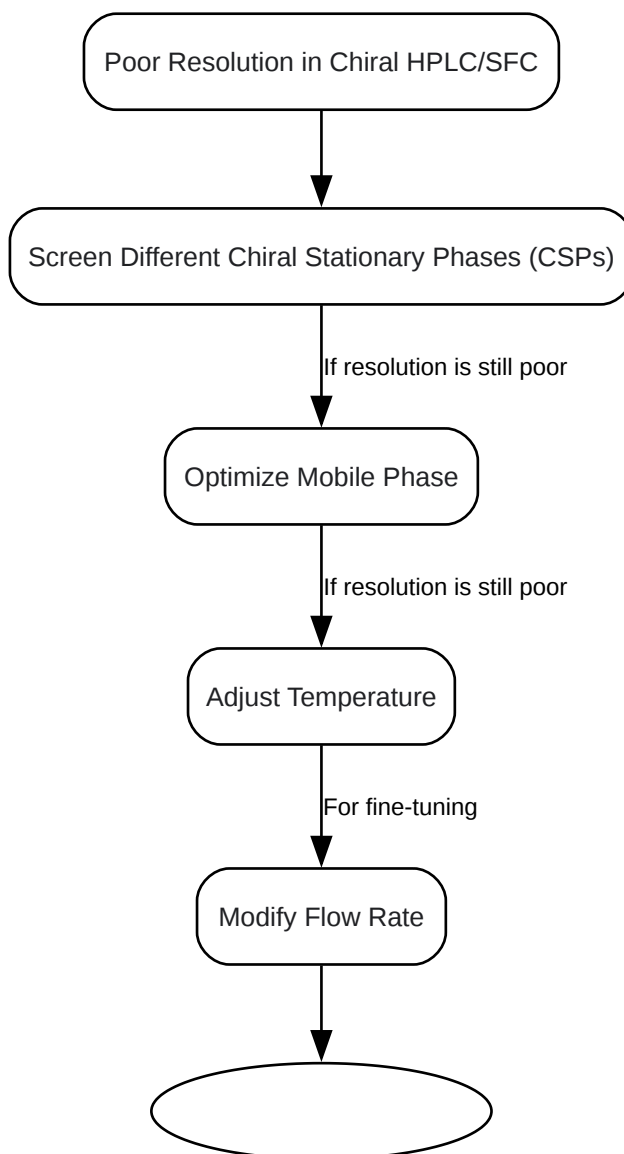 Poor Resolution in Chiral HPLC/SFC
Screen Different Chiral Stationary Phases (CSPs)
If resolution is still poor
Optimize Mobile Phase
If resolution is still poor
Adjust Temperature
For fine-tuning
Modify Flow Rate